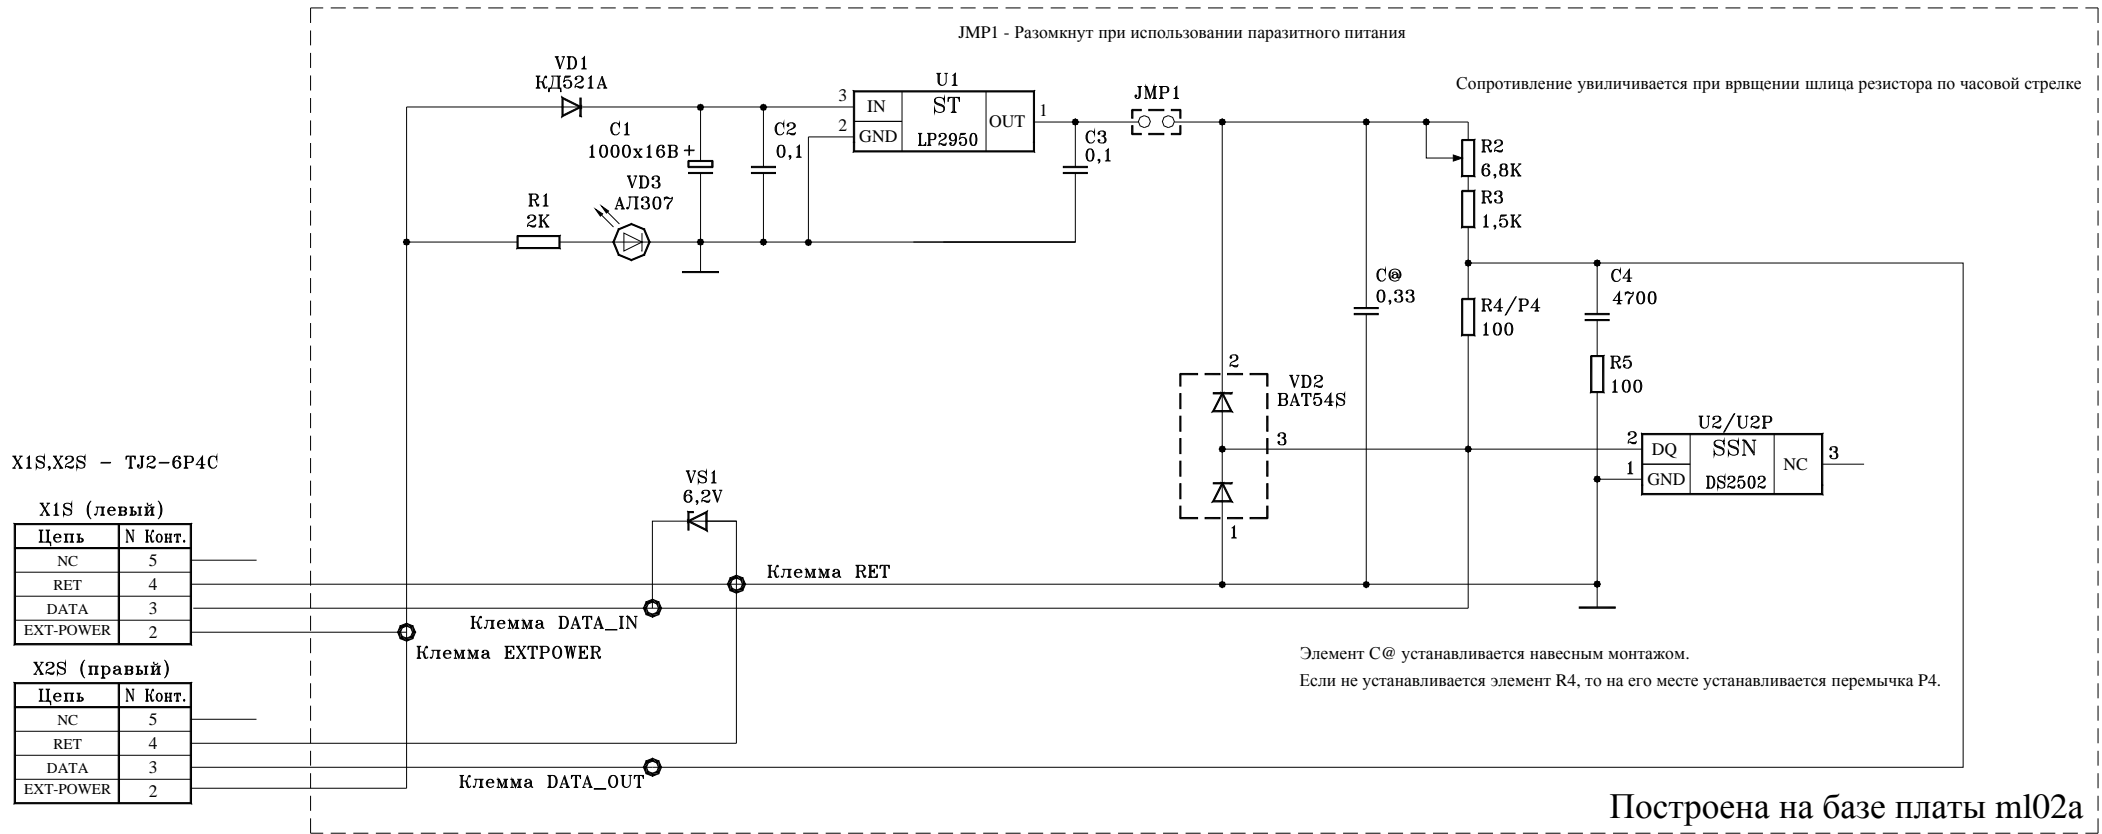 JMP1 - Разомкнут при использовании паразитного питания
Сопротивление увиличивается при врвщении шлица резистора по часовой стрелке
VD1
КД521А
C1
1000х16В +
C2
0,1
U1
3
IN
ST
2
GND
LP2950
OUT
1
C3
0,1
JMP1
R2
6,8K
R3
1,5K
R1
2K
VD3
АЛ307
C@
0,33
R4/P4
100
C4
4700
R5
100
2
VD2
BAT54S
3
1
U2/U2P
2
DQ
SSN
1
GND
DS2502
NC
3
X1S,X2S – TJ2–6P4C
X1S (левый)
Цепь N Конт.
NC 5
RET 4
DATA 3
EXT-POWER 2
X2S (правый)
Цепь N Конт.
NC 5
RET 4
DATA 3
EXT-POWER 2
VS1
6,2V
Клемма RET
Клемма DATA_IN
Клемма EXTPOWER
Клемма DATA_OUT
Элемент C@ устанавливается навесным монтажом.
Если не устанавливается элемент R4, то на его месте устанавливается перемычка P4.
Построена на базе платы ml02a